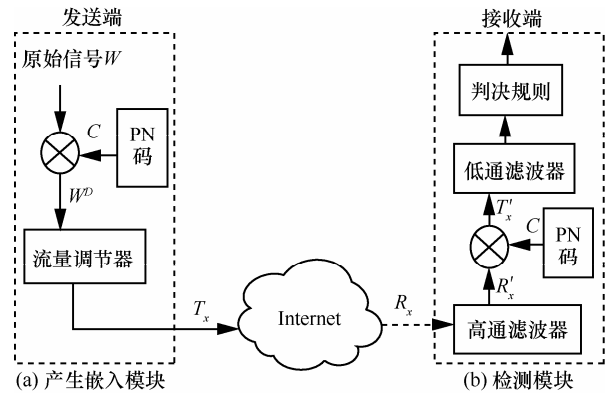 发送端
原始信号W
C
PN
码
W^D
流量调节器
T_x
(a) 产生嵌入模块
Internet
R_x
接收端
判决规则
低通滤波器
T'_x
C
PN
码
R'_x
高通滤波器
(b) 检测模块